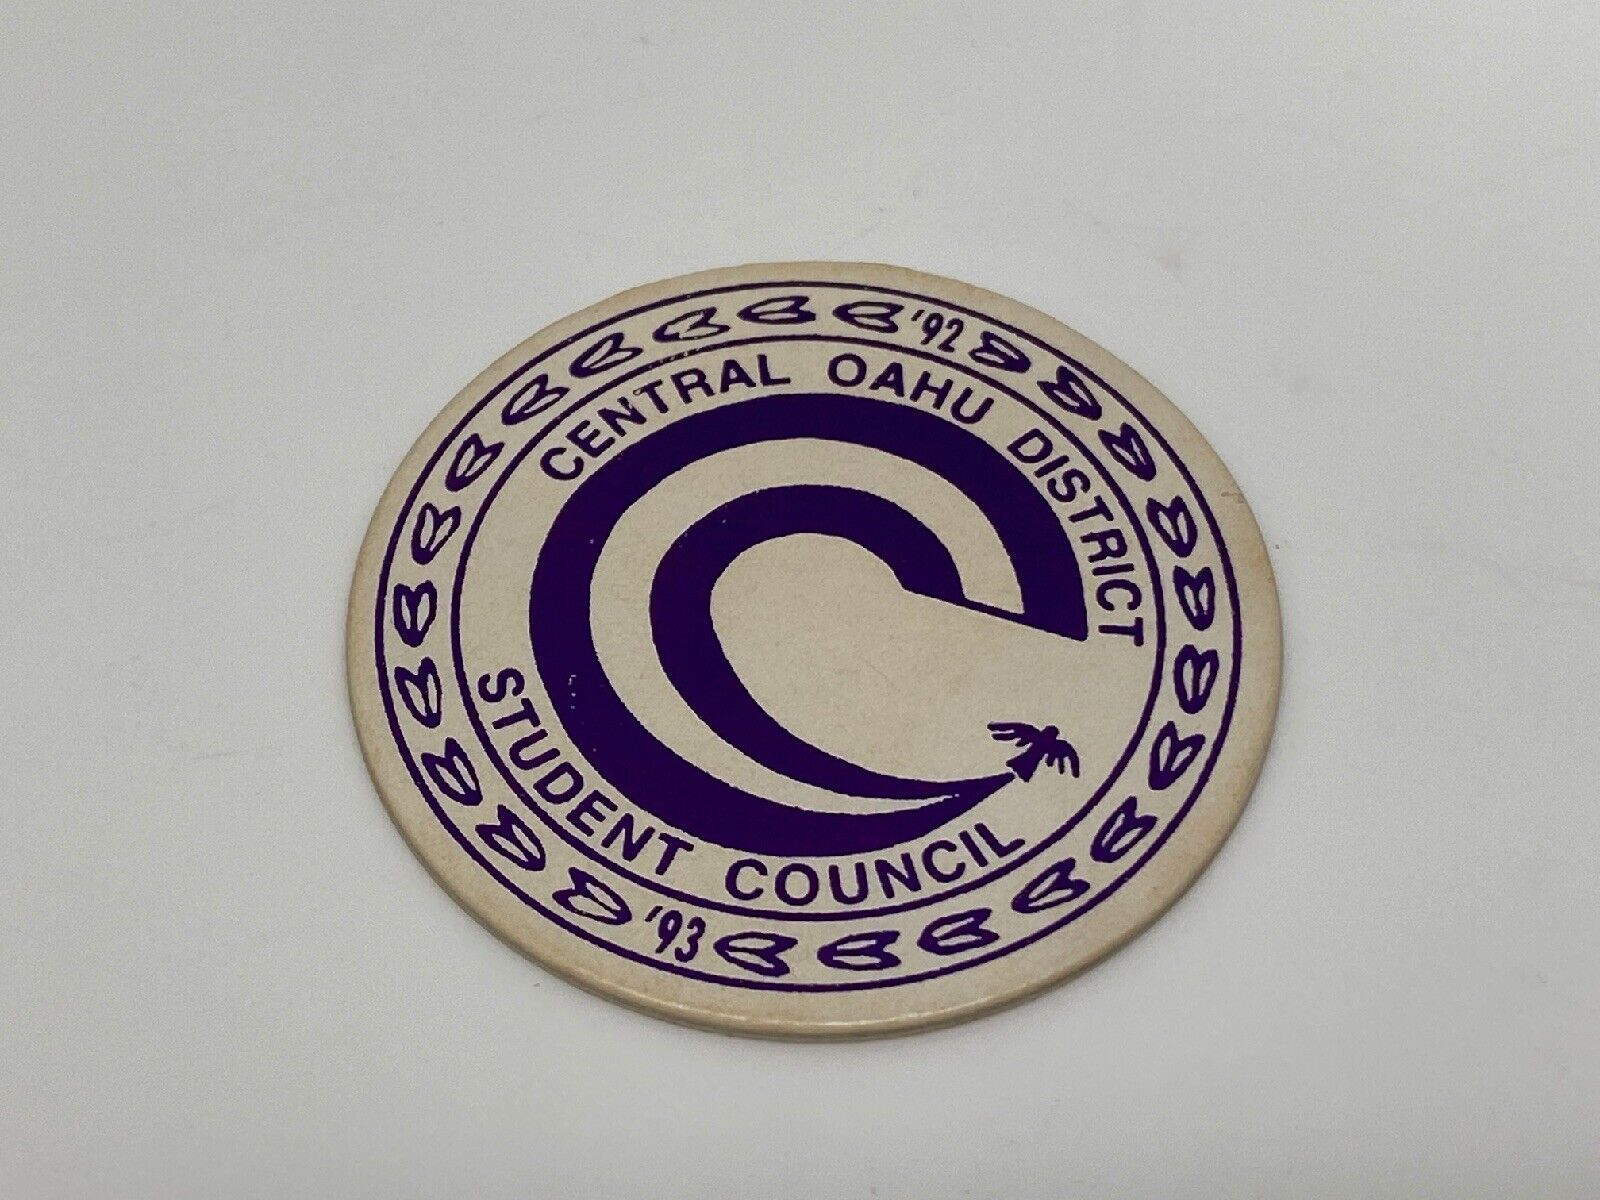 '92
CENTRAL OAHU DISTRICT
STUDENT COUNCIL
'93